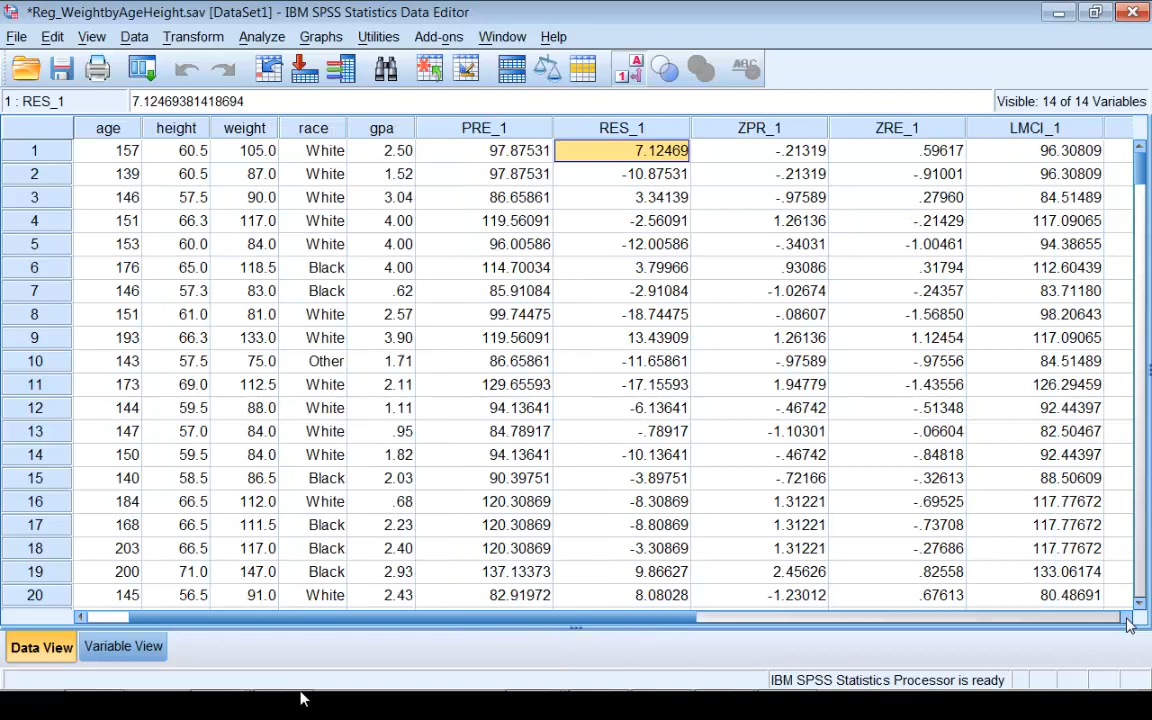 *Reg_WeightbyAgeHeight.sav [DataSet1] - IBM SPSS Statistics Data Editor
File Edit View Data Transform Analyze Graphs Utilities Add-ons Window Help
1 : RES_1 7.12469381418694 Visible: 14 of 14 Variables
age height weight race gpa PRE_1 RES_1 ZPR_1 ZRE_1 LMCI_1
1 157 60.5 105.0 White 2.50 97.87531 7.12469 -.21319 .59617 96.30809
2 139 60.5 87.0 White 1.52 97.87531 -10.87531 -.21319 -.91001 96.30809
3 146 57.5 90.0 White 3.04 86.65861 3.34139 -.97589 .27960 84.51489
4 151 66.3 117.0 White 4.00 119.56091 -2.56091 1.26136 -.21429 117.09065
5 153 60.0 84.0 White 4.00 96.00586 -12.00586 -.34031 -1.00461 94.38655
6 176 65.0 118.5 Black 4.00 114.70034 3.79966 .93086 .31794 112.60439
7 146 57.3 83.0 Black .62 85.91084 -2.91084 -1.02674 -.24357 83.71180
8 151 61.0 81.0 White 2.57 99.74475 -18.74475 -.08607 -1.56850 98.20643
9 193 66.3 133.0 White 3.90 119.56091 13.43909 1.26136 1.12454 117.09065
10 143 57.5 75.0 Other 1.71 86.65861 -11.65861 -.97589 -.97556 84.51489
11 173 69.0 112.5 White 2.11 129.65593 -17.15593 1.94779 -1.43556 126.29459
12 144 59.5 88.0 White 1.11 94.13641 -6.13641 -.46742 -.51348 92.44397
13 147 57.0 84.0 White .95 84.78917 -.78917 -1.10301 -.06604 82.50467
14 150 59.5 84.0 White 1.82 94.13641 -10.13641 -.46742 -.84818 92.44397
15 140 58.5 86.5 Black 2.03 90.39751 -3.89751 -.72166 -.32613 88.50609
16 184 66.5 112.0 White .68 120.30869 -8.30869 1.31221 -.69525 117.77672
17 168 66.5 111.5 Black 2.23 120.30869 -8.80869 1.31221 -.73708 117.77672
18 203 66.5 117.0 Black 2.40 120.30869 -3.30869 1.31221 -.27686 117.77672
19 200 71.0 147.0 Black 2.93 137.13373 9.86627 2.45626 .82558 133.06174
20 145 56.5 91.0 White 2.43 82.91972 8.08028 -1.23012 .67613 80.48691
Data View Variable View
IBM SPSS Statistics Processor is ready